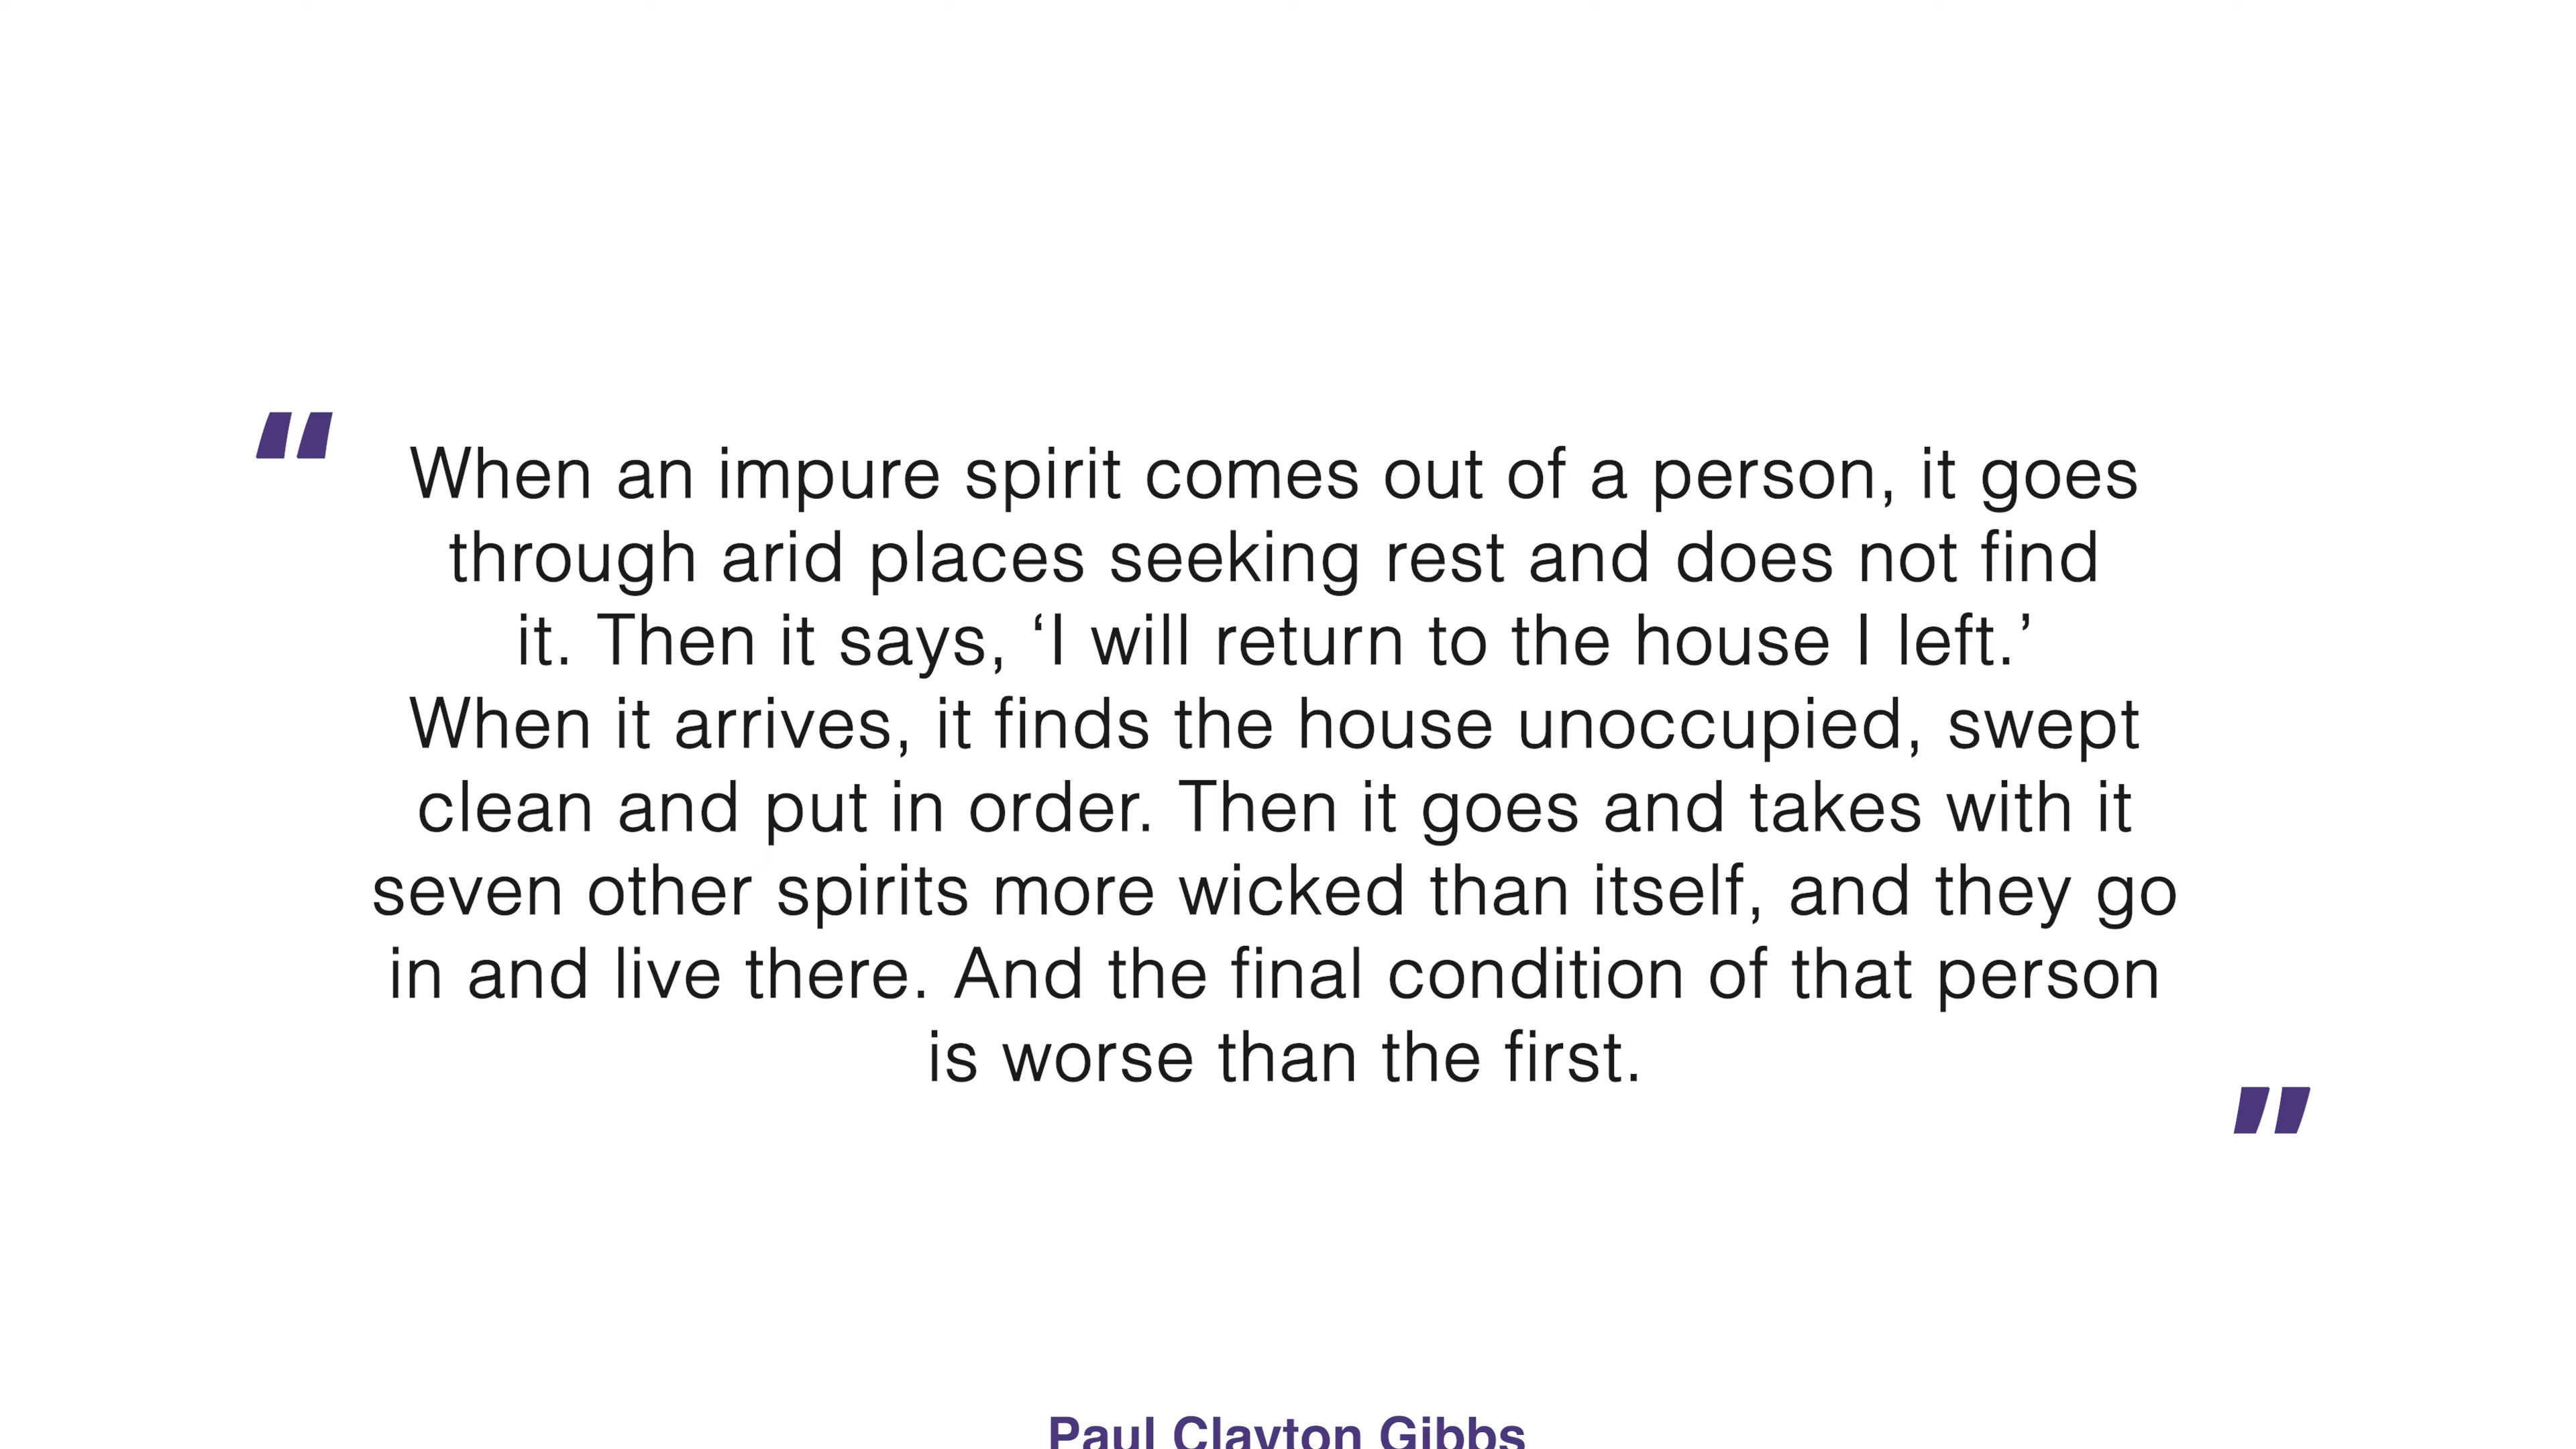 “
When an impure spirit comes out of a person, it goes
through arid places seeking rest and does not find
it. Then it says, ‘I will return to the house I left.’
When it arrives, it finds the house unoccupied, swept
clean and put in order. Then it goes and takes with it
seven other spirits more wicked than itself, and they go
in and live there. And the final condition of that person
is worse than the first.
”
Paul Clayton Gibbs